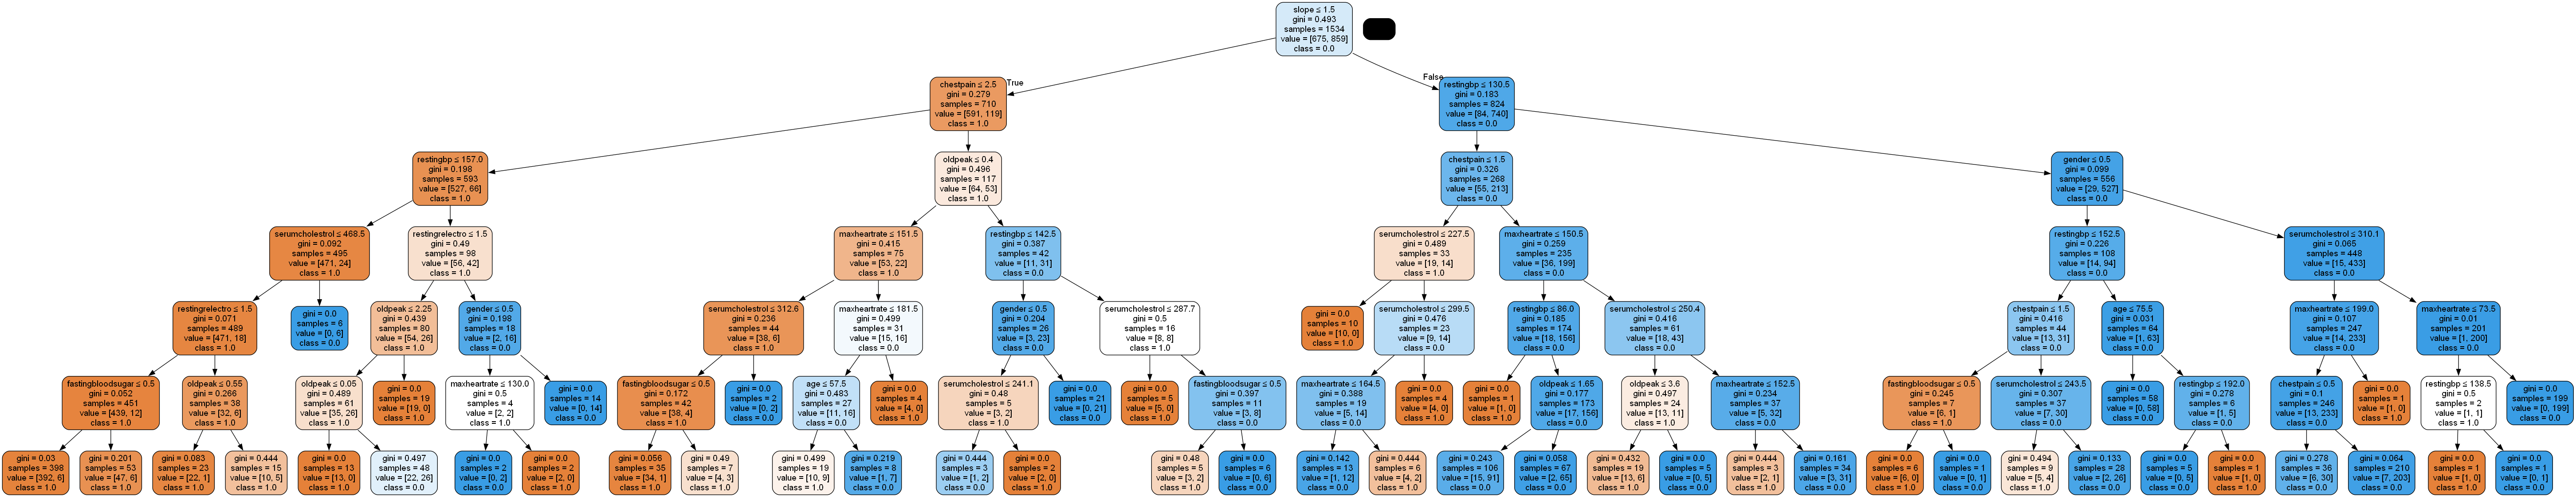 slope ≤ 1.5
gini = 0.493
samples = 1534
value = [675, 859]
class = 0.0
True
False
chestpain ≤ 2.5
gini = 0.279
samples = 710
value = [591, 119]
class = 1.0
restingbp ≤ 130.5
gini = 0.183
samples = 824
value = [84, 740]
class = 0.0
restingbp ≤ 157.0
gini = 0.198
samples = 593
value = [527, 66]
class = 1.0
oldpeak ≤ 0.4
gini = 0.496
samples = 117
value = [64, 53]
class = 1.0
chestpain ≤ 1.5
gini = 0.326
samples = 268
value = [55, 213]
class = 0.0
gender ≤ 0.5
gini = 0.099
samples = 556
value = [29, 527]
class = 0.0
serumcholestrol ≤ 468.5
gini = 0.092
samples = 495
value = [471, 24]
class = 1.0
restingrelectro ≤ 1.5
gini = 0.49
samples = 98
value = [56, 42]
class = 1.0
maxheartrate ≤ 151.5
gini = 0.415
samples = 75
value = [53, 22]
class = 1.0
restingbp ≤ 142.5
gini = 0.387
samples = 42
value = [11, 31]
class = 0.0
serumcholestrol ≤ 227.5
gini = 0.489
samples = 33
value = [19, 14]
class = 1.0
maxheartrate ≤ 150.5
gini = 0.259
samples = 235
value = [36, 199]
class = 0.0
restingbp ≤ 152.5
gini = 0.226
samples = 108
value = [14, 94]
class = 0.0
serumcholestrol ≤ 310.1
gini = 0.065
samples = 448
value = [15, 433]
class = 0.0
restingrelectro ≤ 1.5
gini = 0.071
samples = 489
value = [471, 18]
class = 1.0
gini = 0.0
samples = 6
value = [0, 6]
class = 0.0
oldpeak ≤ 2.25
gini = 0.439
samples = 80
value = [54, 26]
class = 1.0
gender ≤ 0.5
gini = 0.198
samples = 18
value = [2, 16]
class = 0.0
serumcholestrol ≤ 312.6
gini = 0.236
samples = 44
value = [38, 6]
class = 1.0
maxheartrate ≤ 181.5
gini = 0.499
samples = 31
value = [15, 16]
class = 0.0
gender ≤ 0.5
gini = 0.204
samples = 26
value = [3, 23]
class = 0.0
serumcholestrol ≤ 287.7
gini = 0.5
samples = 16
value = [8, 8]
class = 1.0
gini = 0.0
samples = 10
value = [10, 0]
class = 1.0
serumcholestrol ≤ 299.5
gini = 0.476
samples = 23
value = [9, 14]
class = 0.0
restingbp ≤ 86.0
gini = 0.185
samples = 174
value = [18, 156]
class = 0.0
serumcholestrol ≤ 250.4
gini = 0.416
samples = 61
value = [18, 43]
class = 0.0
chestpain ≤ 1.5
gini = 0.416
samples = 44
value = [13, 31]
class = 0.0
age ≤ 75.5
gini = 0.031
samples = 64
value = [1, 63]
class = 0.0
maxheartrate ≤ 199.0
gini = 0.107
samples = 247
value = [14, 233]
class = 0.0
maxheartrate ≤ 73.5
gini = 0.01
samples = 201
value = [1, 200]
class = 0.0
fastingbloodsugar ≤ 0.5
gini = 0.052
samples = 451
value = [439, 12]
class = 1.0
oldpeak ≤ 0.55
gini = 0.266
samples = 38
value = [32, 6]
class = 1.0
oldpeak ≤ 0.05
gini = 0.489
samples = 61
value = [35, 26]
class = 1.0
gini = 0.0
samples = 19
value = [19, 0]
class = 1.0
maxheartrate ≤ 130.0
gini = 0.5
samples = 4
value = [2, 2]
class = 1.0
gini = 0.0
samples = 14
value = [0, 14]
class = 0.0
fastingbloodsugar ≤ 0.5
gini = 0.172
samples = 42
value = [38, 4]
class = 1.0
gini = 0.0
samples = 2
value = [0, 2]
class = 0.0
age ≤ 57.5
gini = 0.483
samples = 27
value = [11, 16]
class = 0.0
gini = 0.0
samples = 4
value = [4, 0]
class = 1.0
serumcholestrol ≤ 241.1
gini = 0.48
samples = 5
value = [3, 2]
class = 1.0
gini = 0.0
samples = 21
value = [0, 21]
class = 0.0
gini = 0.0
samples = 5
value = [5, 0]
class = 1.0
fastingbloodsugar ≤ 0.5
gini = 0.397
samples = 11
value = [3, 8]
class = 0.0
maxheartrate ≤ 164.5
gini = 0.388
samples = 19
value = [5, 14]
class = 0.0
gini = 0.0
samples = 4
value = [4, 0]
class = 1.0
gini = 0.0
samples = 1
value = [1, 0]
class = 1.0
oldpeak ≤ 1.65
gini = 0.177
samples = 173
value = [17, 156]
class = 0.0
oldpeak ≤ 3.6
gini = 0.497
samples = 24
value = [13, 11]
class = 1.0
maxheartrate ≤ 152.5
gini = 0.234
samples = 37
value = [5, 32]
class = 0.0
fastingbloodsugar ≤ 0.5
gini = 0.245
samples = 7
value = [6, 1]
class = 1.0
serumcholestrol ≤ 243.5
gini = 0.307
samples = 37
value = [7, 30]
class = 0.0
gini = 0.0
samples = 58
value = [0, 58]
class = 0.0
restingbp ≤ 192.0
gini = 0.278
samples = 6
value = [1, 5]
class = 0.0
chestpain ≤ 0.5
gini = 0.1
samples = 246
value = [13, 233]
class = 0.0
gini = 0.0
samples = 1
value = [1, 0]
class = 1.0
restingbp ≤ 138.5
gini = 0.5
samples = 2
value = [1, 1]
class = 1.0
gini = 0.0
samples = 199
value = [0, 199]
class = 0.0
gini = 0.03
samples = 398
value = [392, 6]
class = 1.0
gini = 0.201
samples = 53
value = [47, 6]
class = 1.0
gini = 0.083
samples = 23
value = [22, 1]
class = 1.0
gini = 0.444
samples = 15
value = [10, 5]
class = 1.0
gini = 0.0
samples = 13
value = [13, 0]
class = 1.0
gini = 0.497
samples = 48
value = [22, 26]
class = 0.0
gini = 0.0
samples = 2
value = [0, 2]
class = 0.0
gini = 0.0
samples = 2
value = [2, 0]
class = 1.0
gini = 0.056
samples = 35
value = [34, 1]
class = 1.0
gini = 0.49
samples = 7
value = [4, 3]
class = 1.0
gini = 0.499
samples = 19
value = [10, 9]
class = 1.0
gini = 0.219
samples = 8
value = [1, 7]
class = 0.0
gini = 0.444
samples = 3
value = [1, 2]
class = 0.0
gini = 0.0
samples = 2
value = [2, 0]
class = 1.0
gini = 0.48
samples = 5
value = [3, 2]
class = 1.0
gini = 0.0
samples = 6
value = [0, 6]
class = 0.0
gini = 0.142
samples = 13
value = [1, 12]
class = 0.0
gini = 0.444
samples = 6
value = [4, 2]
class = 1.0
gini = 0.243
samples = 106
value = [15, 91]
class = 0.0
gini = 0.058
samples = 67
value = [2, 65]
class = 0.0
gini = 0.432
samples = 19
value = [13, 6]
class = 1.0
gini = 0.0
samples = 5
value = [0, 5]
class = 0.0
gini = 0.444
samples = 3
value = [2, 1]
class = 1.0
gini = 0.161
samples = 34
value = [3, 31]
class = 0.0
gini = 0.0
samples = 6
value = [6, 0]
class = 1.0
gini = 0.0
samples = 1
value = [0, 1]
class = 0.0
gini = 0.494
samples = 9
value = [5, 4]
class = 1.0
gini = 0.133
samples = 28
value = [2, 26]
class = 0.0
gini = 0.0
samples = 5
value = [0, 5]
class = 0.0
gini = 0.0
samples = 1
value = [1, 0]
class = 1.0
gini = 0.278
samples = 36
value = [6, 30]
class = 0.0
gini = 0.064
samples = 210
value = [7, 203]
class = 0.0
gini = 0.0
samples = 1
value = [1, 0]
class = 1.0
gini = 0.0
samples = 1
value = [0, 1]
class = 0.0